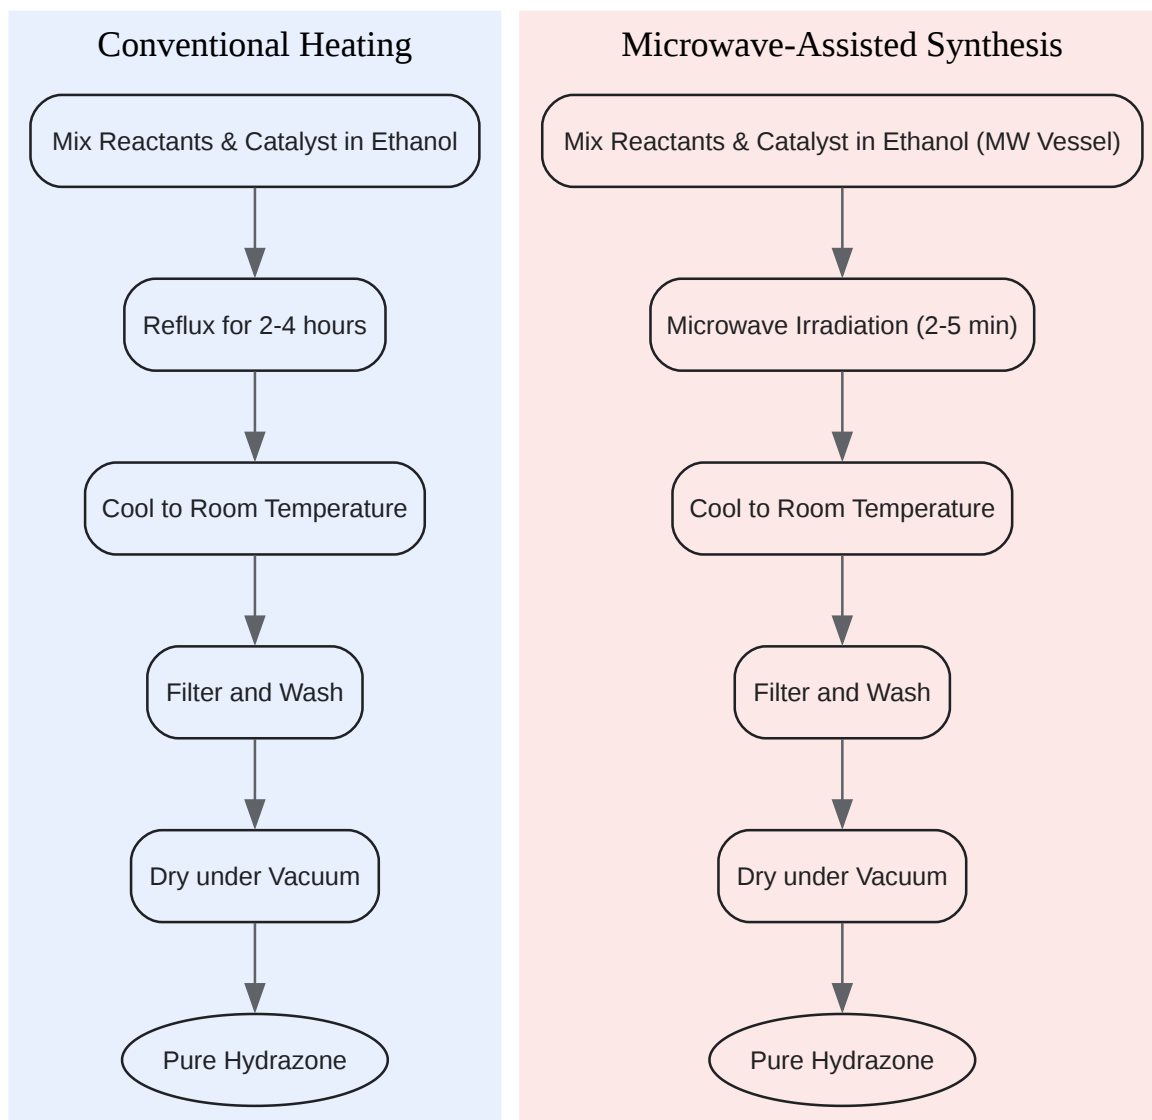 Conventional Heating
Mix Reactants & Catalyst in Ethanol
Reflux for 2-4 hours
Cool to Room Temperature
Filter and Wash
Dry under Vacuum
Pure Hydrazone
Microwave-Assisted Synthesis
Mix Reactants & Catalyst in Ethanol (MW Vessel)
Microwave Irradiation (2-5 min)
Cool to Room Temperature
Filter and Wash
Dry under Vacuum
Pure Hydrazone